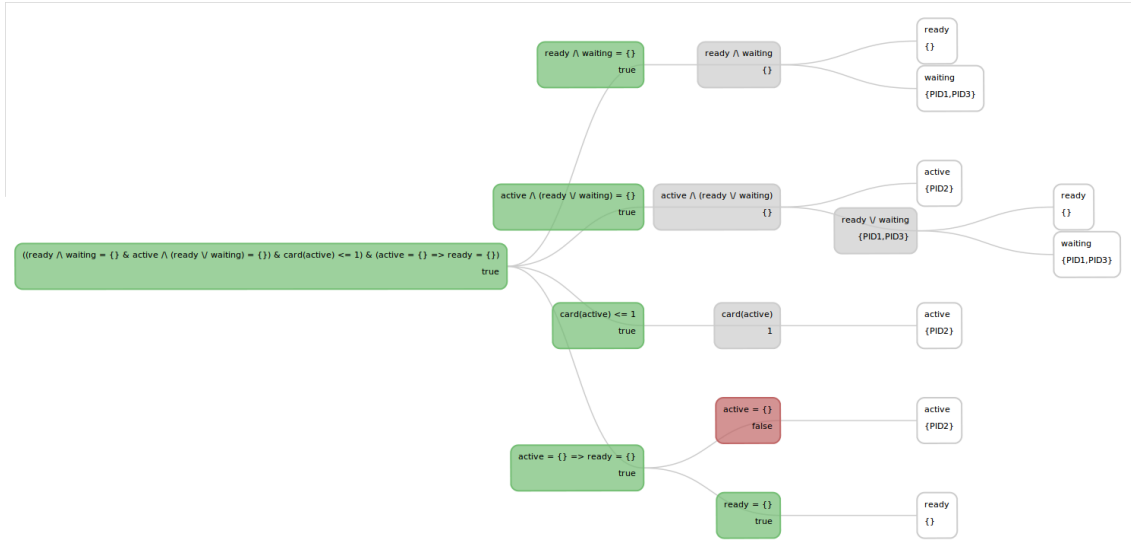 ready /\ waiting = {}
true
ready /\ waiting
{}
ready
{}
waiting
{PID1,PID3}
active /\ (ready \/ waiting) = {}
true
active /\ (ready \/ waiting)
{}
active
{PID2}
ready \/ waiting
{PID1,PID3}
ready
{}
waiting
{PID1,PID3}
((ready /\ waiting = {} & active /\ (ready \/ waiting) = {}) & card(active) <= 1) & (active = {} => ready = {})
true
card(active) <= 1
true
card(active)
1
active
{PID2}
active = {} => ready = {}
true
active = {}
false
active
{PID2}
ready = {}
true
ready
{}